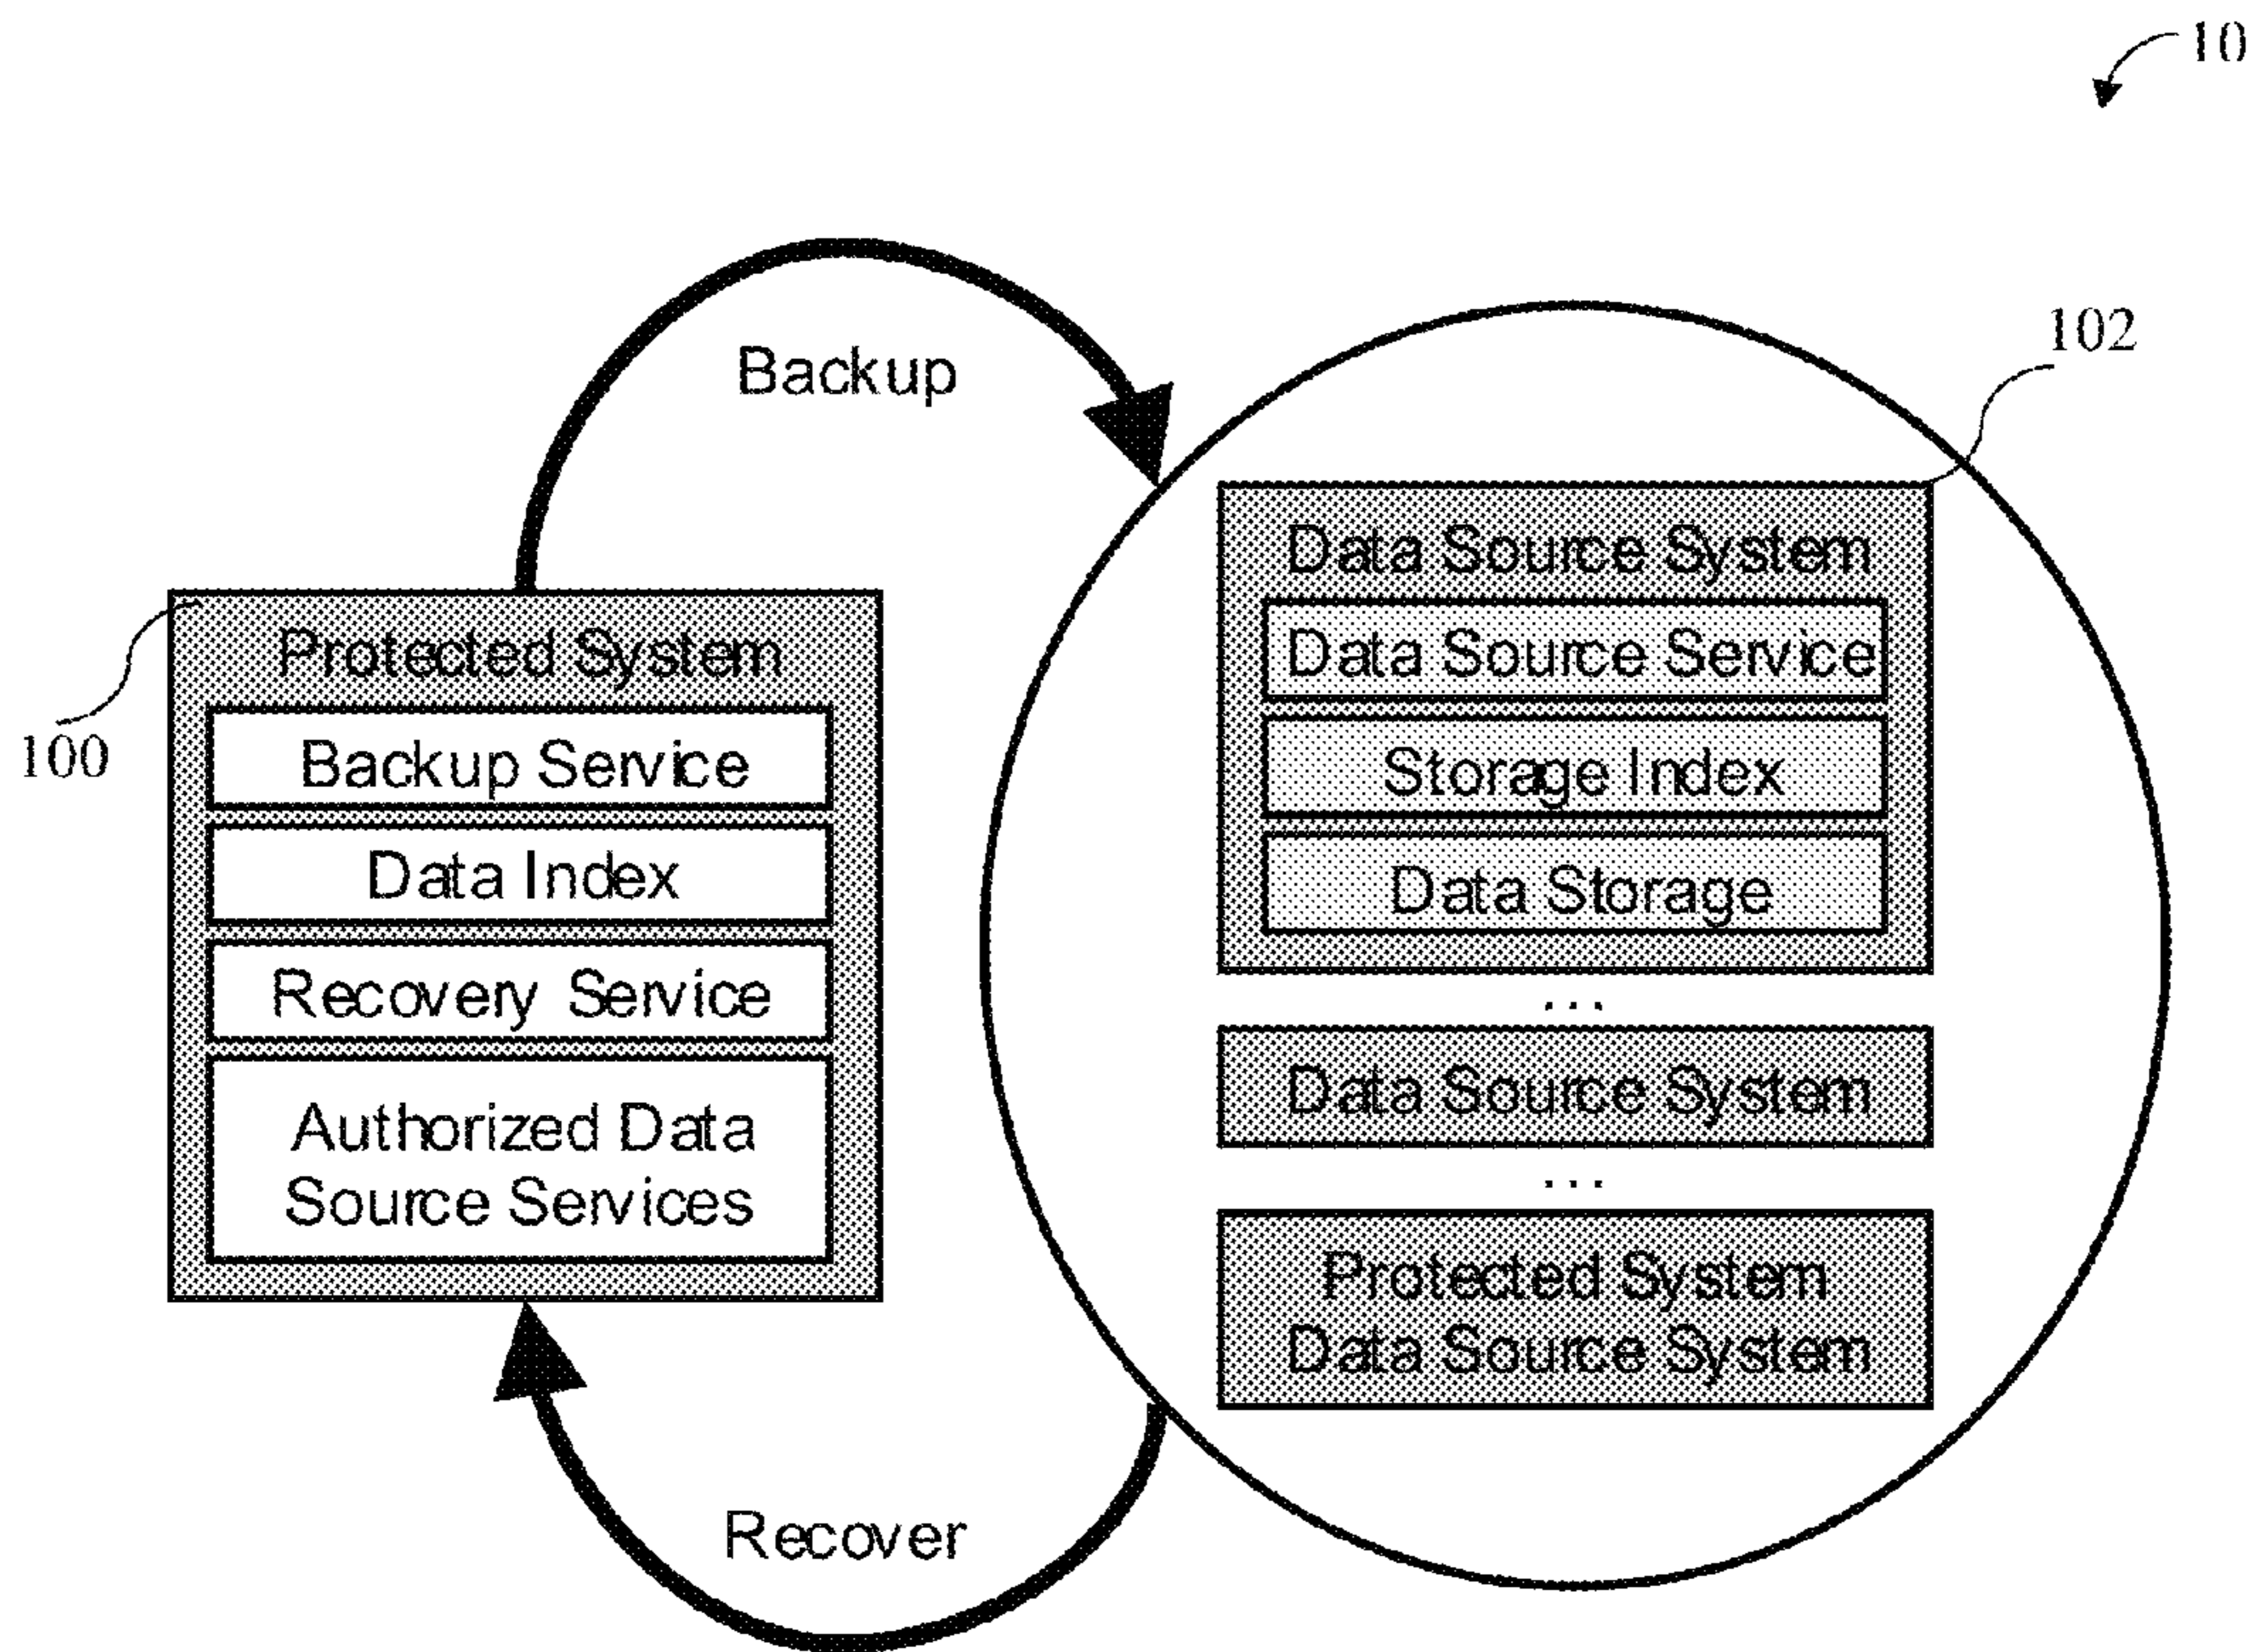 10
Backup
102
Data Source System
Data Source Service
Storage Index
Data Storage
...
Data Source System
...
Protected System
Data Source System
100
Protected System
Backup Service
Data Index
Recovery Service
Authorized Data
Source Services
Recover